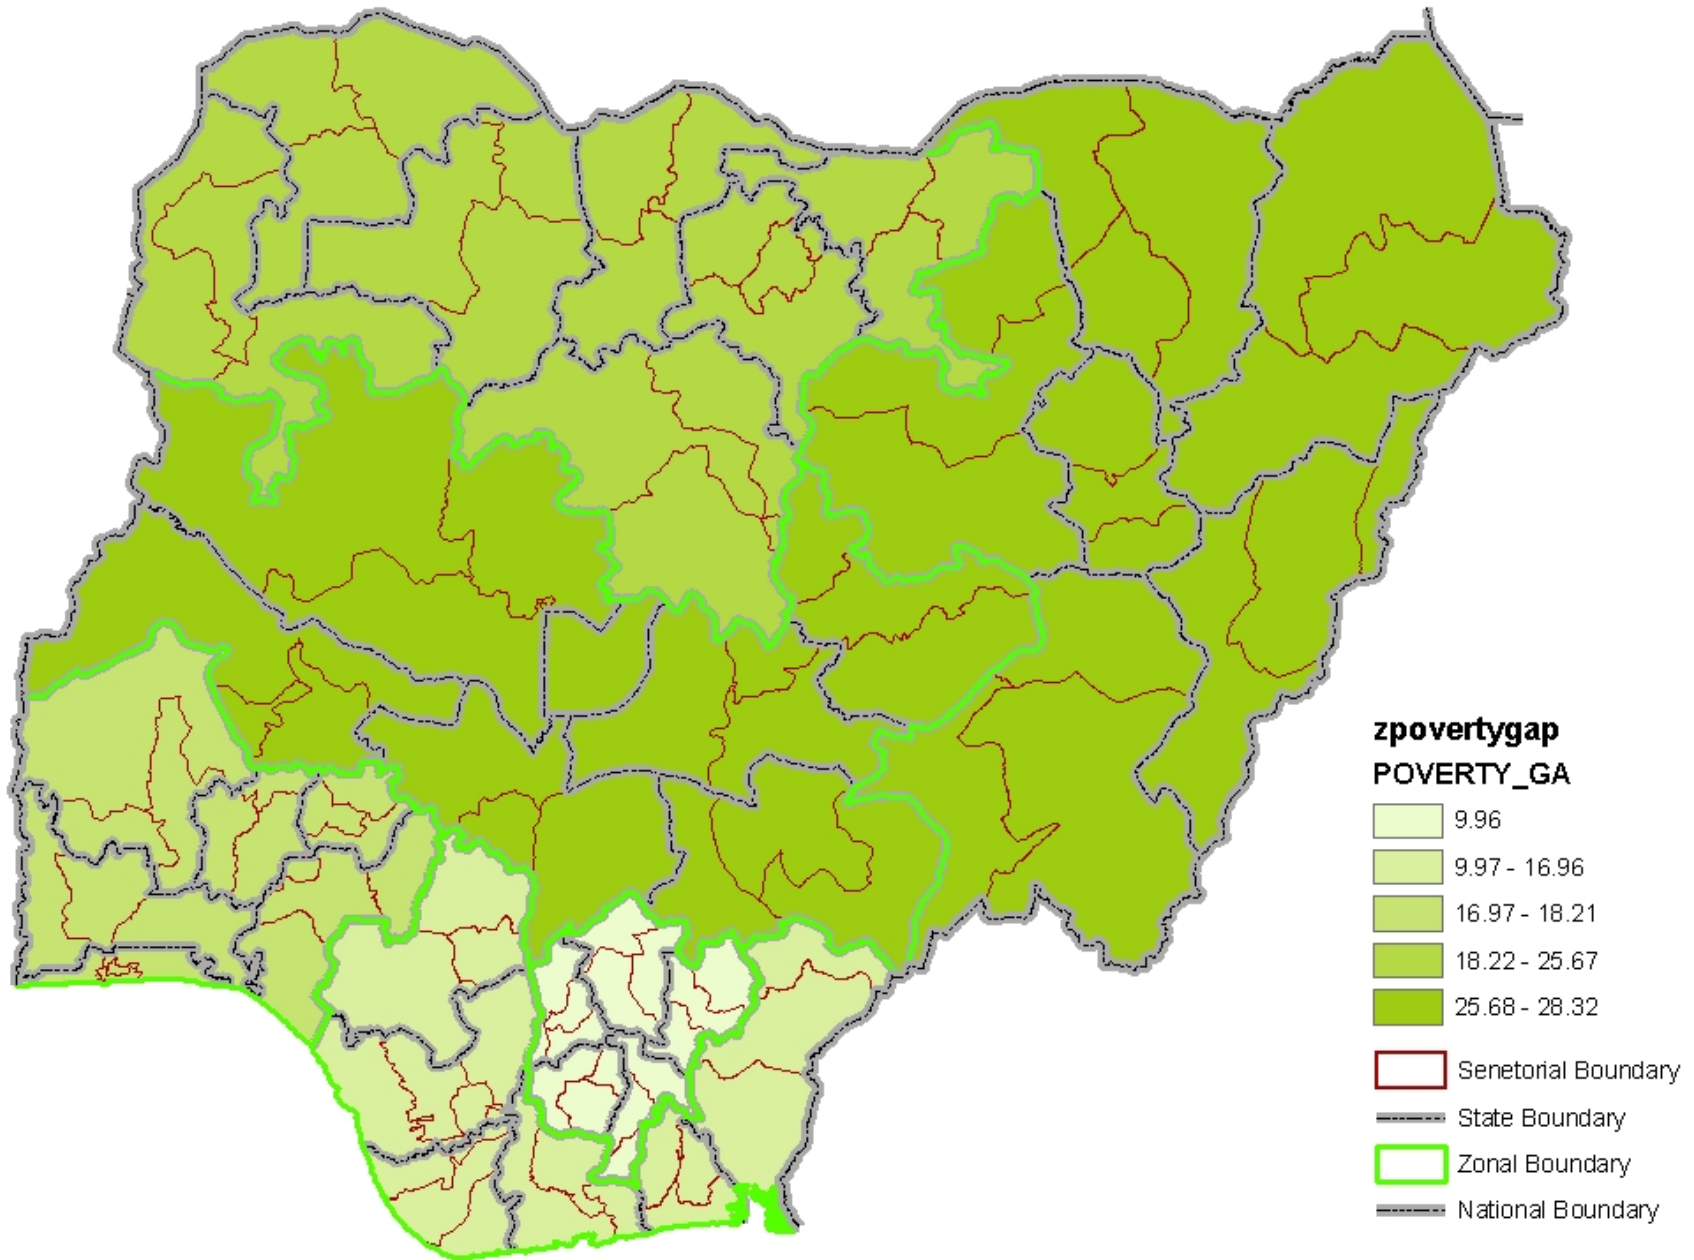 zpovertygap
POVERTY_GA
9.96
9.97 - 16.96
16.97 - 18.21
18.22 - 25.67
25.68 - 28.32
Senetorial Boundary
State Boundary
Zonal Boundary
National Boundary